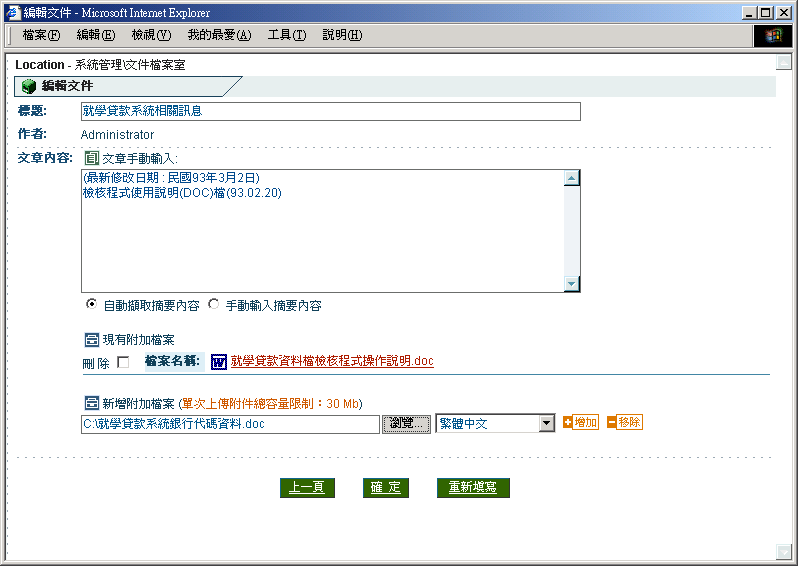 編輯文件 - Microsoft Internet Explorer
檔案(F) 編輯(E) 檢視(V) 我的最愛(A) 工具(T) 說明(H)
Location - 系統管理\文件檔案室
編輯文件
標題: 就學貸款系統相關訊息
作者: Administrator
文章內容: 文章手動輸入:
(最新修改日期 : 民國93年3月2日)
檢核程式使用說明(DOC)檔(93.02.20)
自動擷取摘要內容 手動輸入摘要內容
現有附加檔案
刪除 檔案名稱: 就學貸款資料檔檢核程式操作說明.doc
新增附加檔案 (單次上傳附件總容量限制：30 Mb)
C:\就學貸款系統銀行代碼資料.doc 瀏覽... 繁體中文 增加 移除
上一頁 確 定 重新填寫